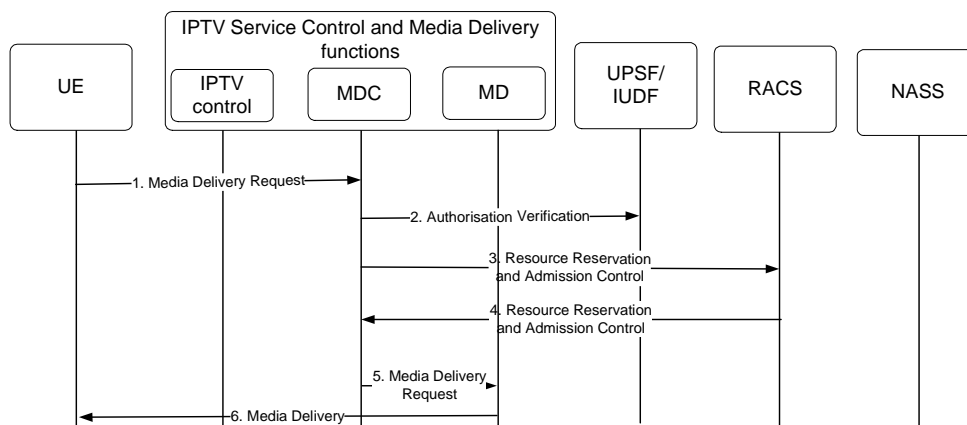 IPTV Service Control and Media Delivery
functions
UE
IPTV
control
MDC
MD
UPSF/
IUDF
RACS
NASS
1. Media Delivery Request
2. Authorisation Verification
3. Resource Reservation
and Admission Control
4. Resource Reservation
and Admission Control
5. Media Delivery
Request
6. Media Delivery